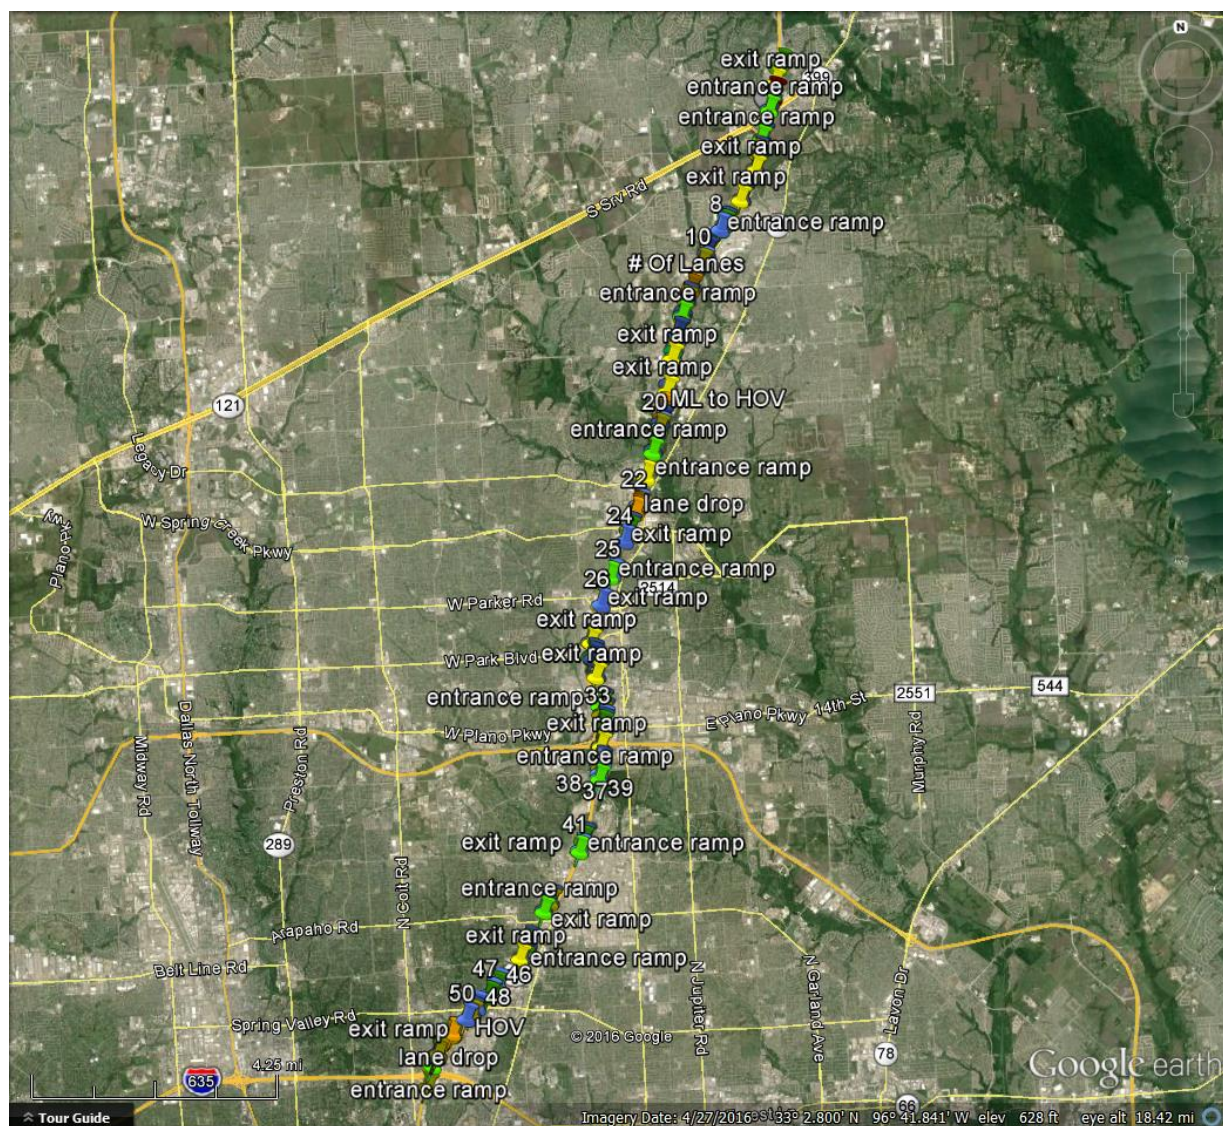 N
exit ramp
399
entrance ramp
entrance ramp
exit ramp
exit ramp
S Srv Rd
8
entrance ramp
10
# Of Lanes
entrance ramp
exit ramp
exit ramp
20
ML to HOV
121
entrance ramp
Legacy Dr
entrance ramp
22
lane drop
W Spring Creek Pkwy
24
exit ramp
Plano Pkwy
25
entrance ramp
26
2514
W Parker Rd
exit ramp
exit ramp
W Park Blvd
exit ramp
544
2551
entrance ramp
33
E Plano Pkwy
14th St
exit ramp
W Plano Pkwy
Dallas North Tollway
Midway Rd
Preston Rd
Murphy Rd
entrance ramp
38
37
39
41
exit ramp
entrance ramp
289
N Coit Rd
entrance ramp
exit ramp
Arapaho Rd
exit ramp
entrance ramp
Belt Line Rd
47
46
N Jupiter Rd
N Garland Ave
Lavon Dr
50
48
Spring Valley Rd
exit ramp
HOV
© 2016 Google
78
lane drop
4.25 mi
Google earth
635
entrance ramp
66
Tour Guide
Imagery Date: 4/27/2016 33° 2.800' N 96° 41.841' W elev 628 ft eye alt 18.42 mi